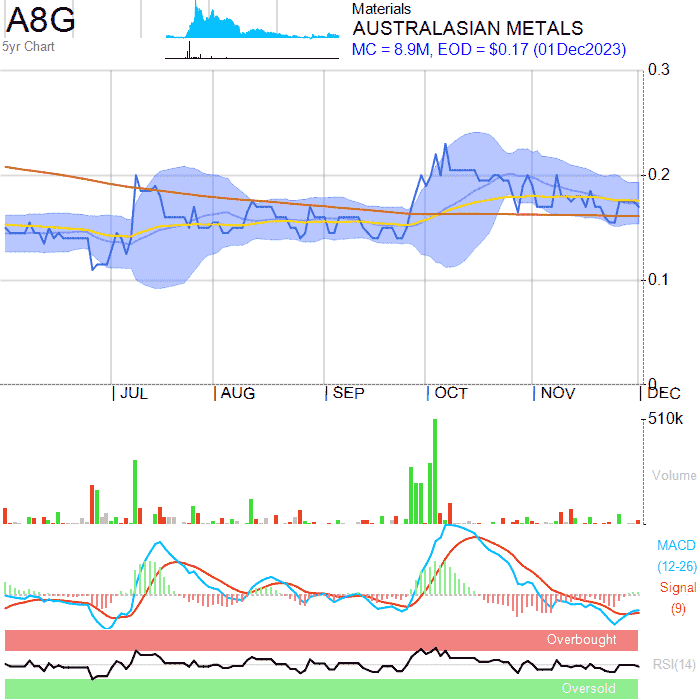 A8G
5yr Chart
Materials
AUSTRALASIAN METALS
MC = 8.9M, EOD = $0.17 (01Dec2023)
0.3
0.2
0.1
0
JUL
AUG
SEP
OCT
NOV
DEC
510k
Volume
MACD
(12-26)
Signal
(9)
Overbought
RSI(14)
Oversold